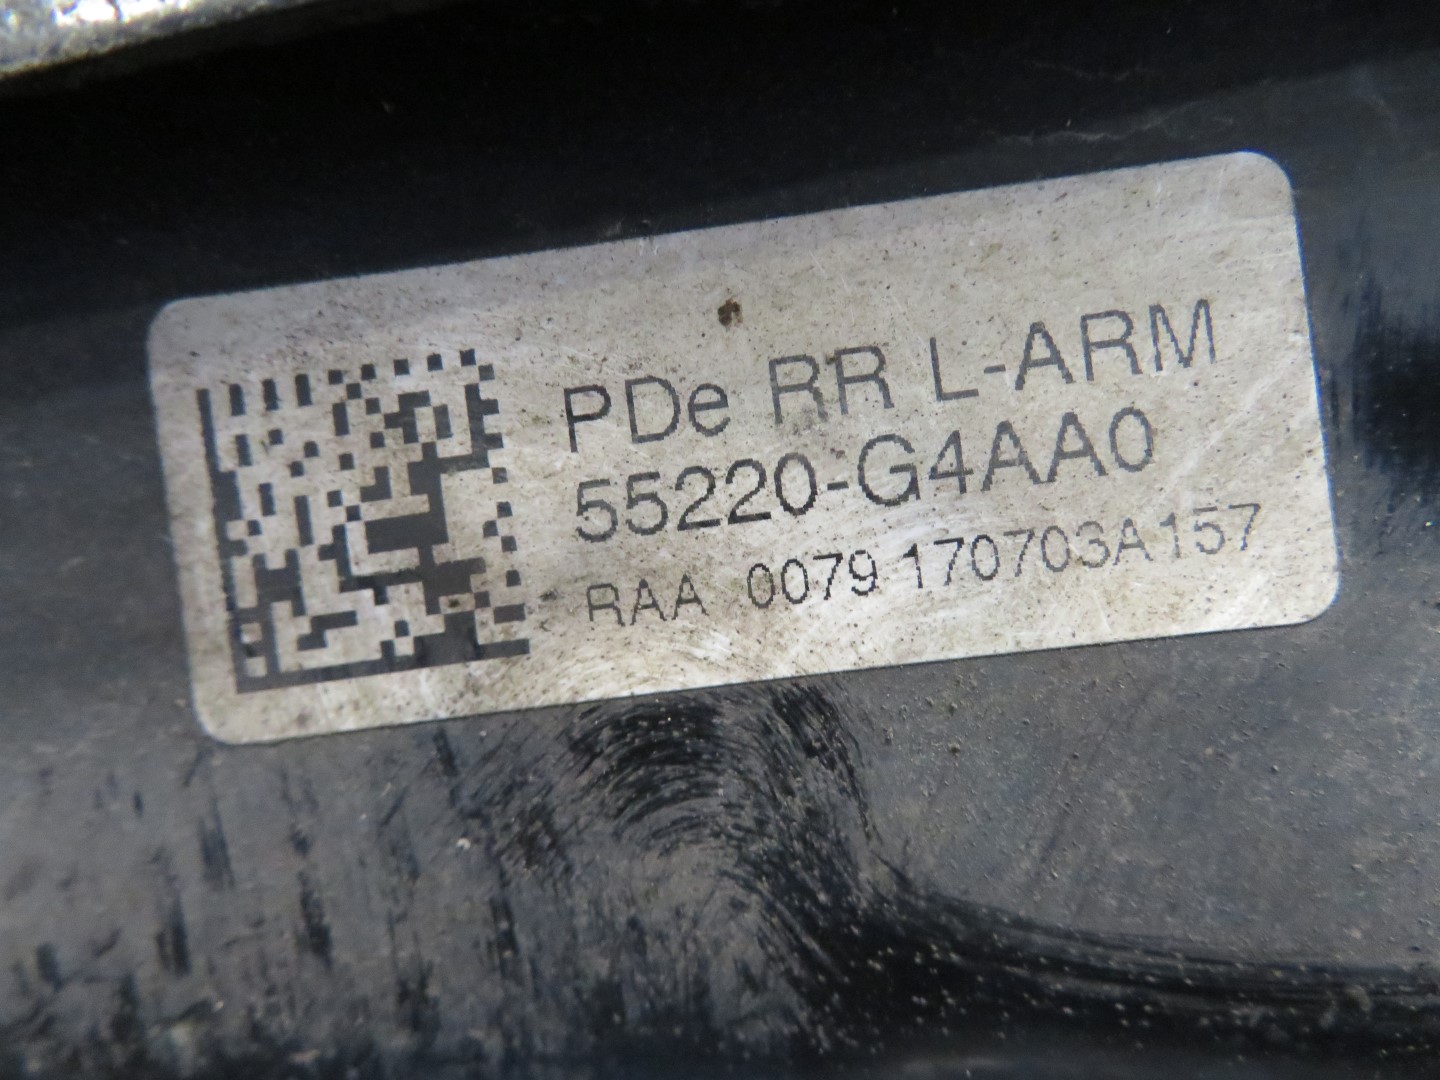 PDe RR L-ARM
55220-G4AA0
RAA 0079 170703A157